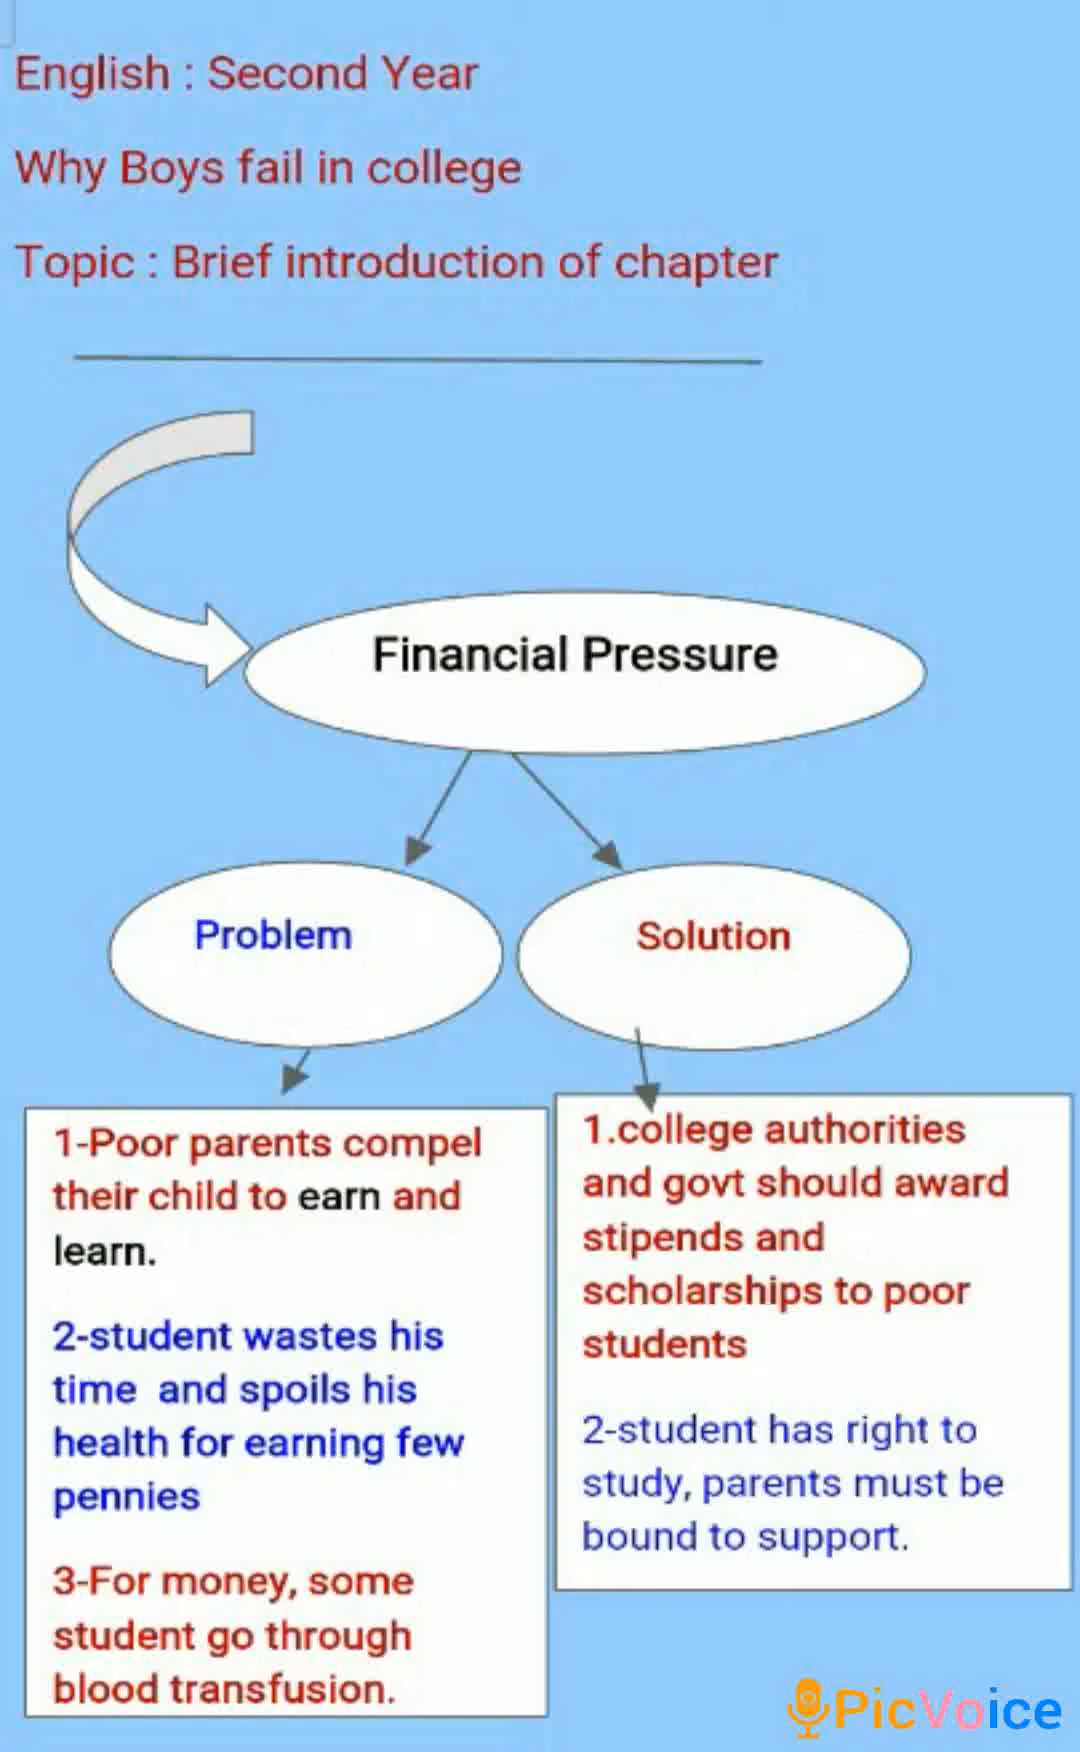 English : Second Year
Why Boys fail in college
Topic : Brief introduction of chapter
Financial Pressure
Problem
Solution
1-Poor parents compel
their child to earn and
learn.
2-student wastes his
time and spoils his
health for earning few
pennies
3-For money, some
student go through
blood transfusion.
1.college authorities
and govt should award
stipends and
scholarships to poor
students
2-student has right to
study, parents must be
bound to support.
PicVoice